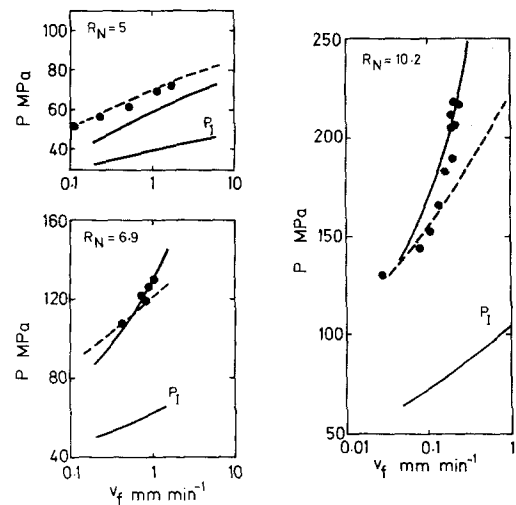 R_N = 5
P MPa
100
80
60
40
P_I
0.1
1
10
R_N = 6.9
P MPa
160
120
80
40
P_I
0.1
1
10
v_f mm min⁻¹
R_N = 10.2
P MPa
250
200
150
100
50
P_I
0.01
0.1
1
v_f mm min⁻¹